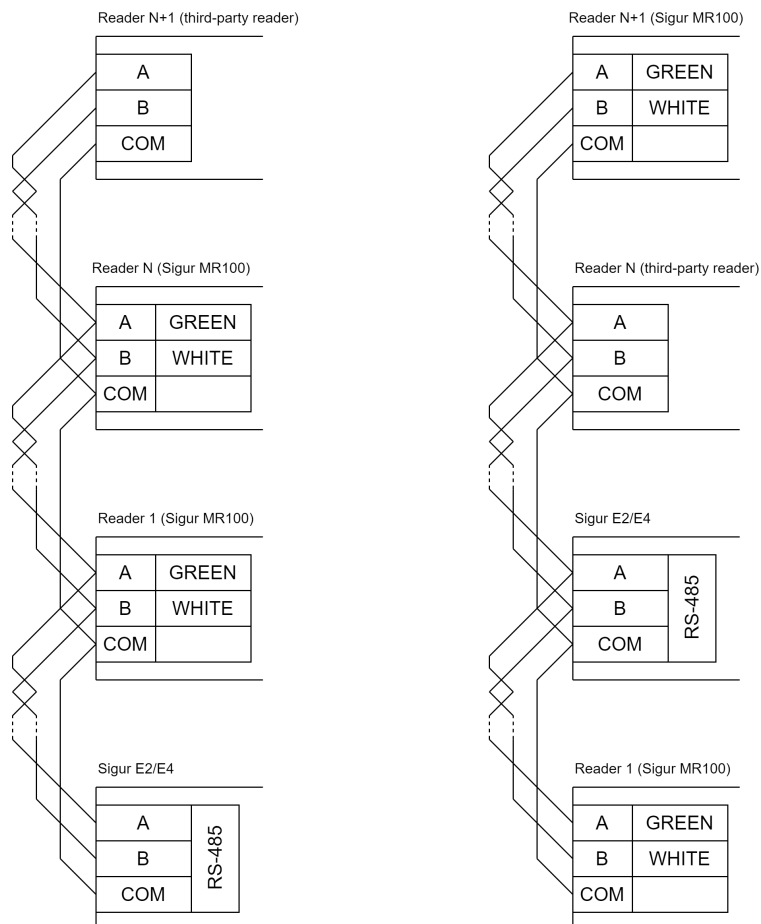 Reader N+1 (third-party reader)
A
B
COM
Reader N (Sigur MR100)
A GREEN
B WHITE
COM
Reader 1 (Sigur MR100)
A GREEN
B WHITE
COM
Sigur E2/E4
A
B
COM
RS-485
Reader N+1 (Sigur MR100)
A GREEN
B WHITE
COM
Reader N (third-party reader)
A
B
COM
Sigur E2/E4
A
B
COM
RS-485
Reader 1 (Sigur MR100)
A GREEN
B WHITE
COM